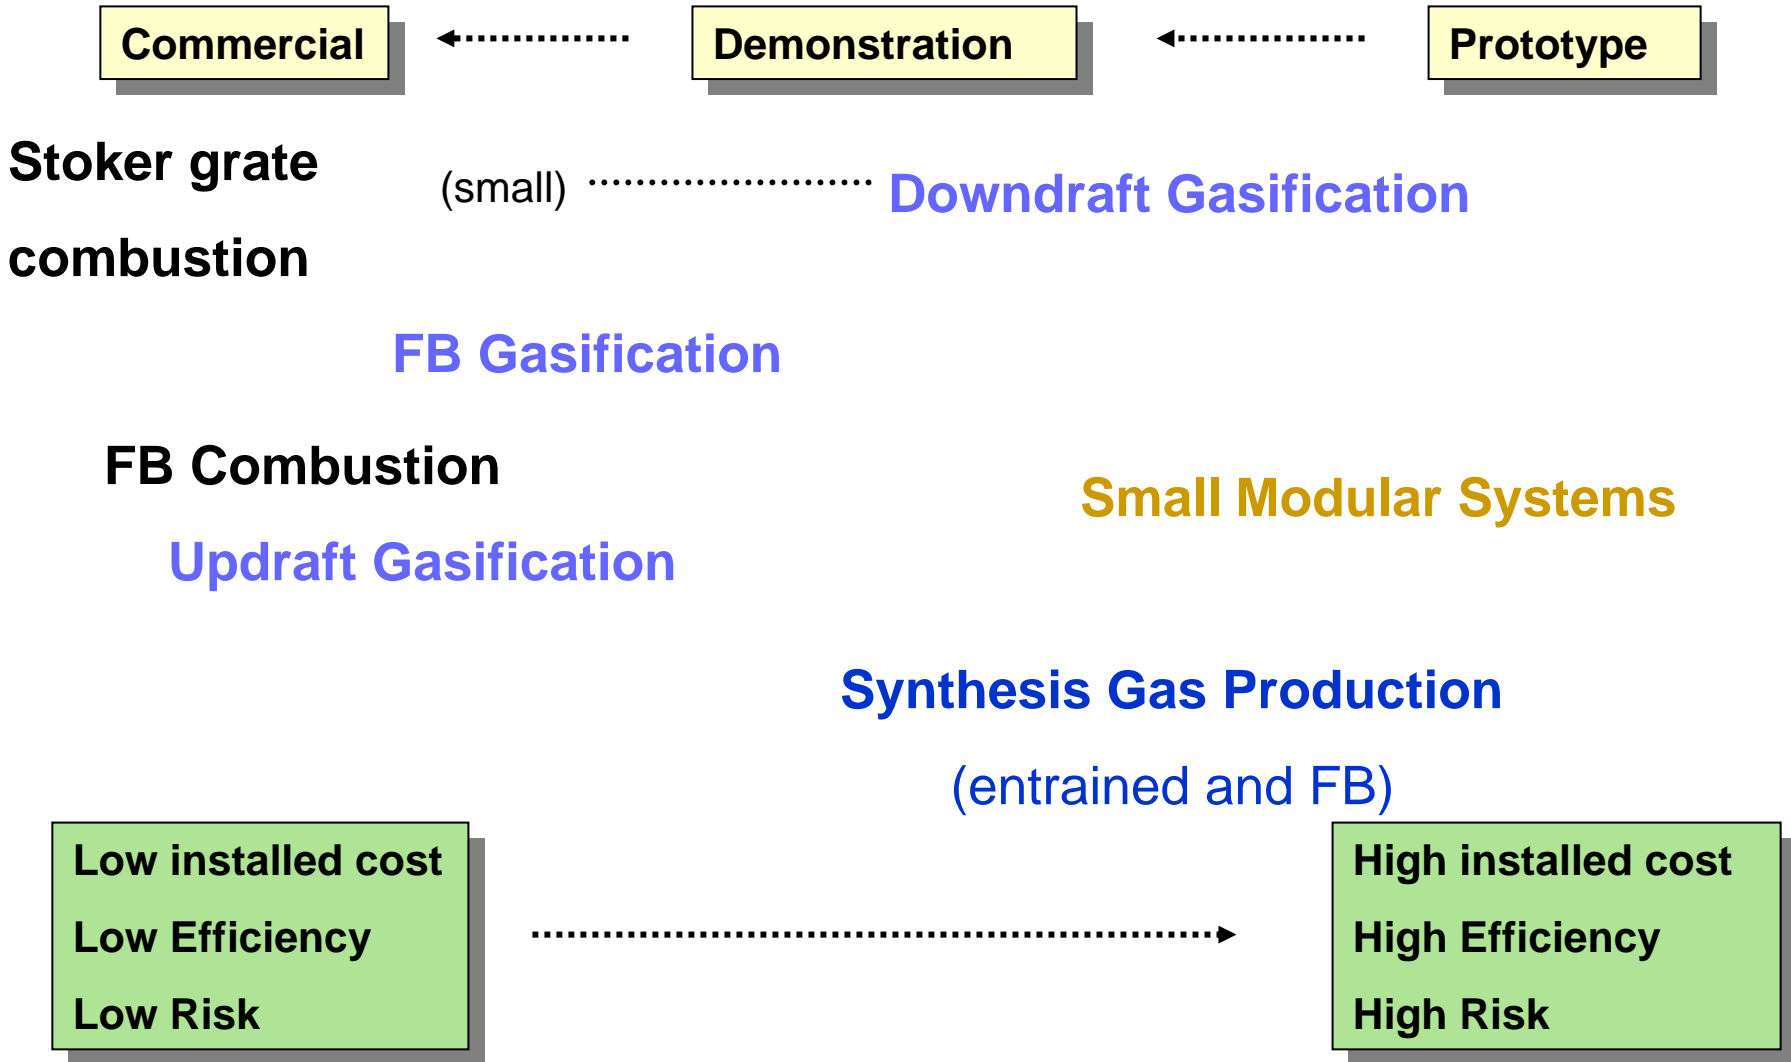 Commercial
Demonstration
Prototype
Stoker grate
combustion
(small)
Downdraft Gasification
FB Gasification
FB Combustion
Small Modular Systems
Updraft Gasification
Synthesis Gas Production
(entrained and FB)
Low installed cost
Low Efficiency
Low Risk
High installed cost
High Efficiency
High Risk